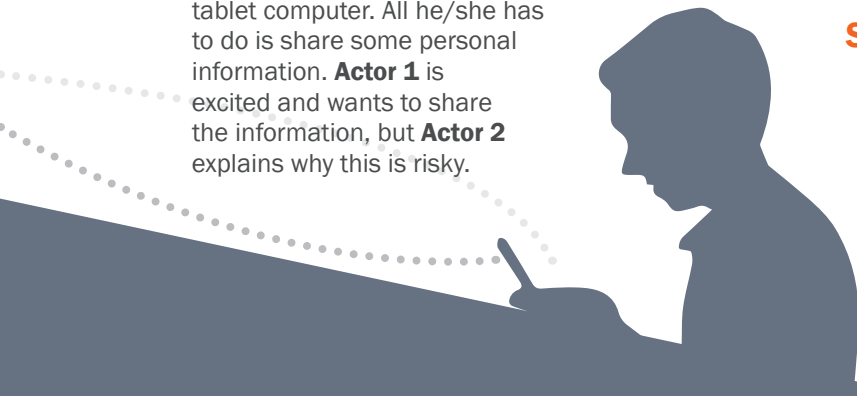 tablet computer. All he/she has
to do is share some personal
information. Actor 1 is
excited and wants to share
the information, but Actor 2
explains why this is risky.